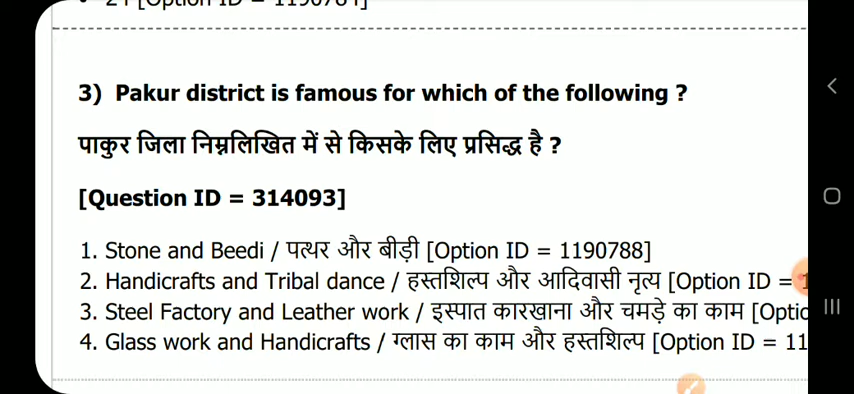 3) Pakur district is famous for which of the following ?
पाकुर जिला निम्नलिखित में से किसके लिए प्रसिद्ध है ?
[Question ID = 314093]
1. Stone and Beedi / पत्थर और बीड़ी [Option ID = 1190788]
2. Handicrafts and Tribal dance / हस्तशिल्प और आदिवासी नृत्य [Option ID =
3. Steel Factory and Leather work / इस्पात कारखाना और चमड़े का काम [Optio
4. Glass work and Handicrafts / ग्लास का काम और हस्तशिल्प [Option ID = 11